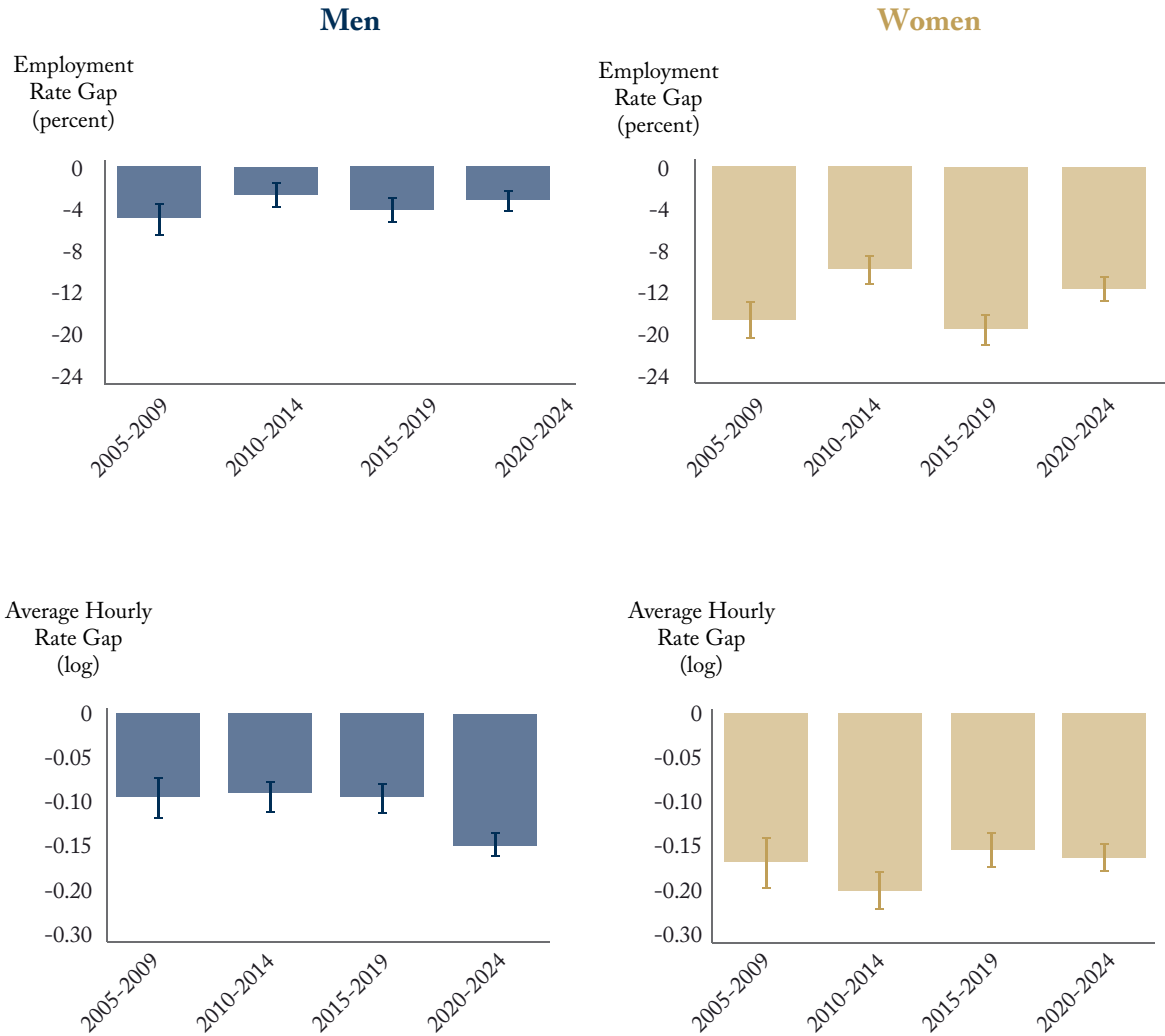 Men
Women
Employment
Rate Gap
(percent)
0
-4
-8
-12
-20
-24
2005-2009
2010-2014
2015-2019
2020-2024
Employment
Rate Gap
(percent)
0
-4
-8
-12
-20
-24
2005-2009
2010-2014
2015-2019
2020-2024
Average Hourly
Rate Gap
(log)
0
-0.05
-0.10
-0.15
-0.20
-0.30
2005-2009
2010-2014
2015-2019
2020-2024
Average Hourly
Rate Gap
(log)
0
-0.05
-0.10
-0.15
-0.20
-0.30
2005-2009
2010-2014
2015-2019
2020-2024